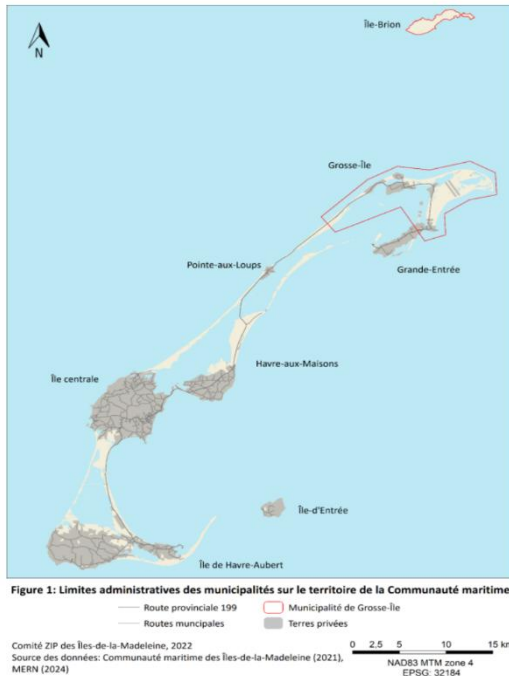 Île-Brion
N
Grosse-Île
Pointe-aux-Loups
Grande-Entrée
Havre-aux-Maisons
Île centrale
Île-d'Entrée
Île de Havre-Aubert
Figure 1: Limites administratives des municipalités sur le territoire de la Communauté maritime
Route provinciale 199
Municipalité de Grosse-Île
Routes muncipales
Terres privées
Comité ZIP des Îles-de-la-Madeleine, 2022
Source des données: Communauté maritime des Îles-de-la-Madeleine (2021),
MERN (2024)
0 2,5 5 10 15 km
NAD83 MTM zone 4
EPSG: 32184